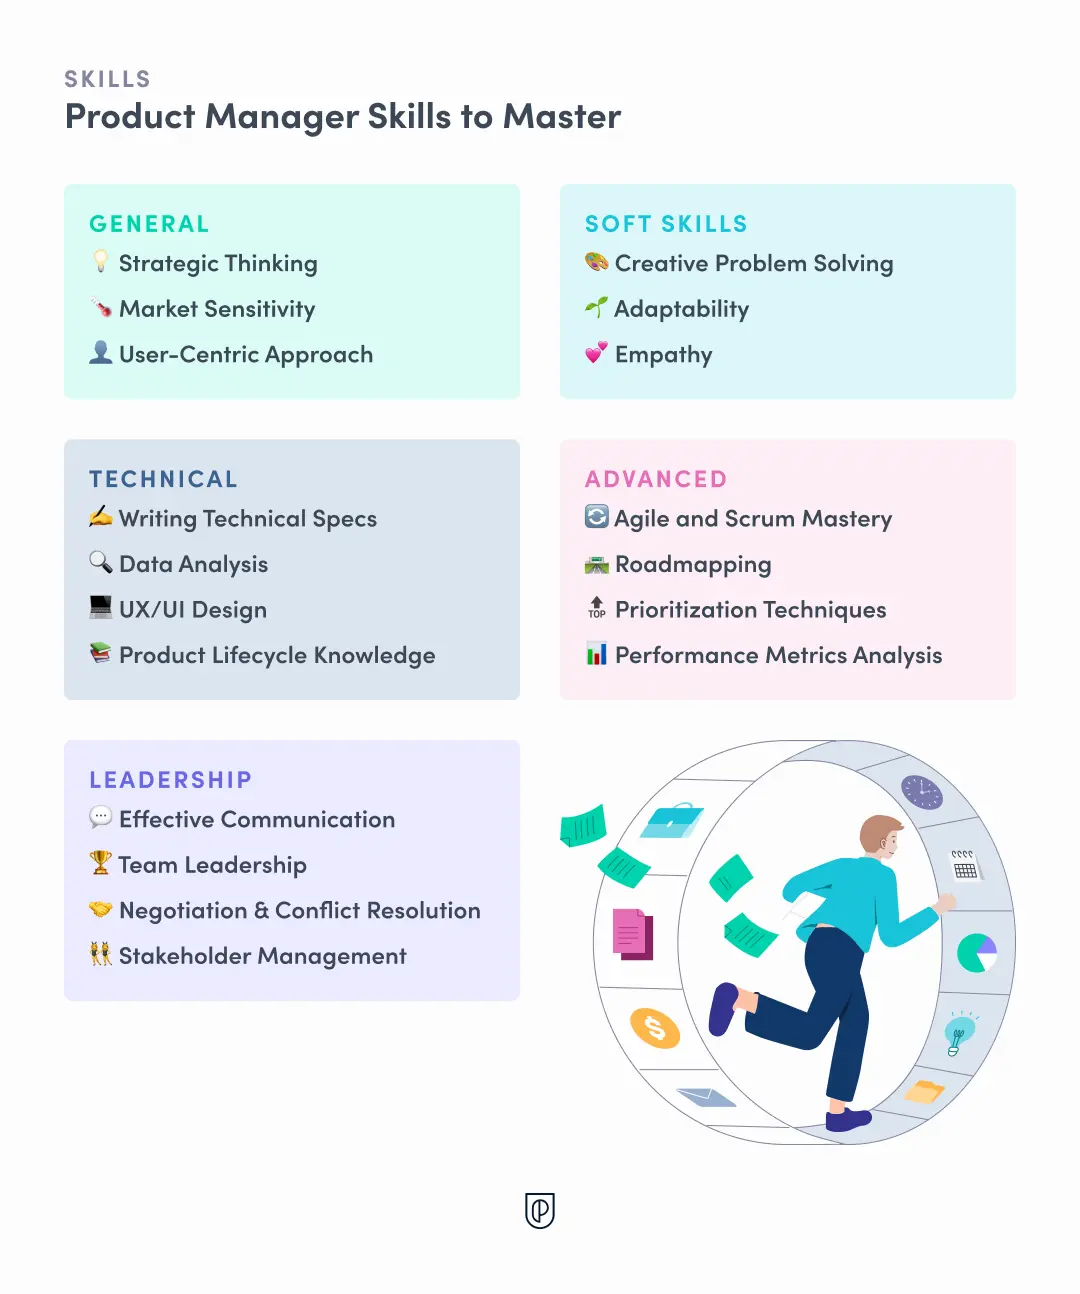 SKILLS
Product Manager Skills to Master
GENERAL
Strategic Thinking
Market Sensitivity
User-Centric Approach
SOFT SKILLS
Creative Problem Solving
Adaptability
Empathy
TECHNICAL
Writing Technical Specs
Data Analysis
UX/UI Design
Product Lifecycle Knowledge
ADVANCED
Agile and Scrum Mastery
Roadmapping
TOP
Prioritization Techniques
Performance Metrics Analysis
LEADERSHIP
Effective Communication
Team Leadership
Negotiation & Conflict Resolution
Stakeholder Management
$
P